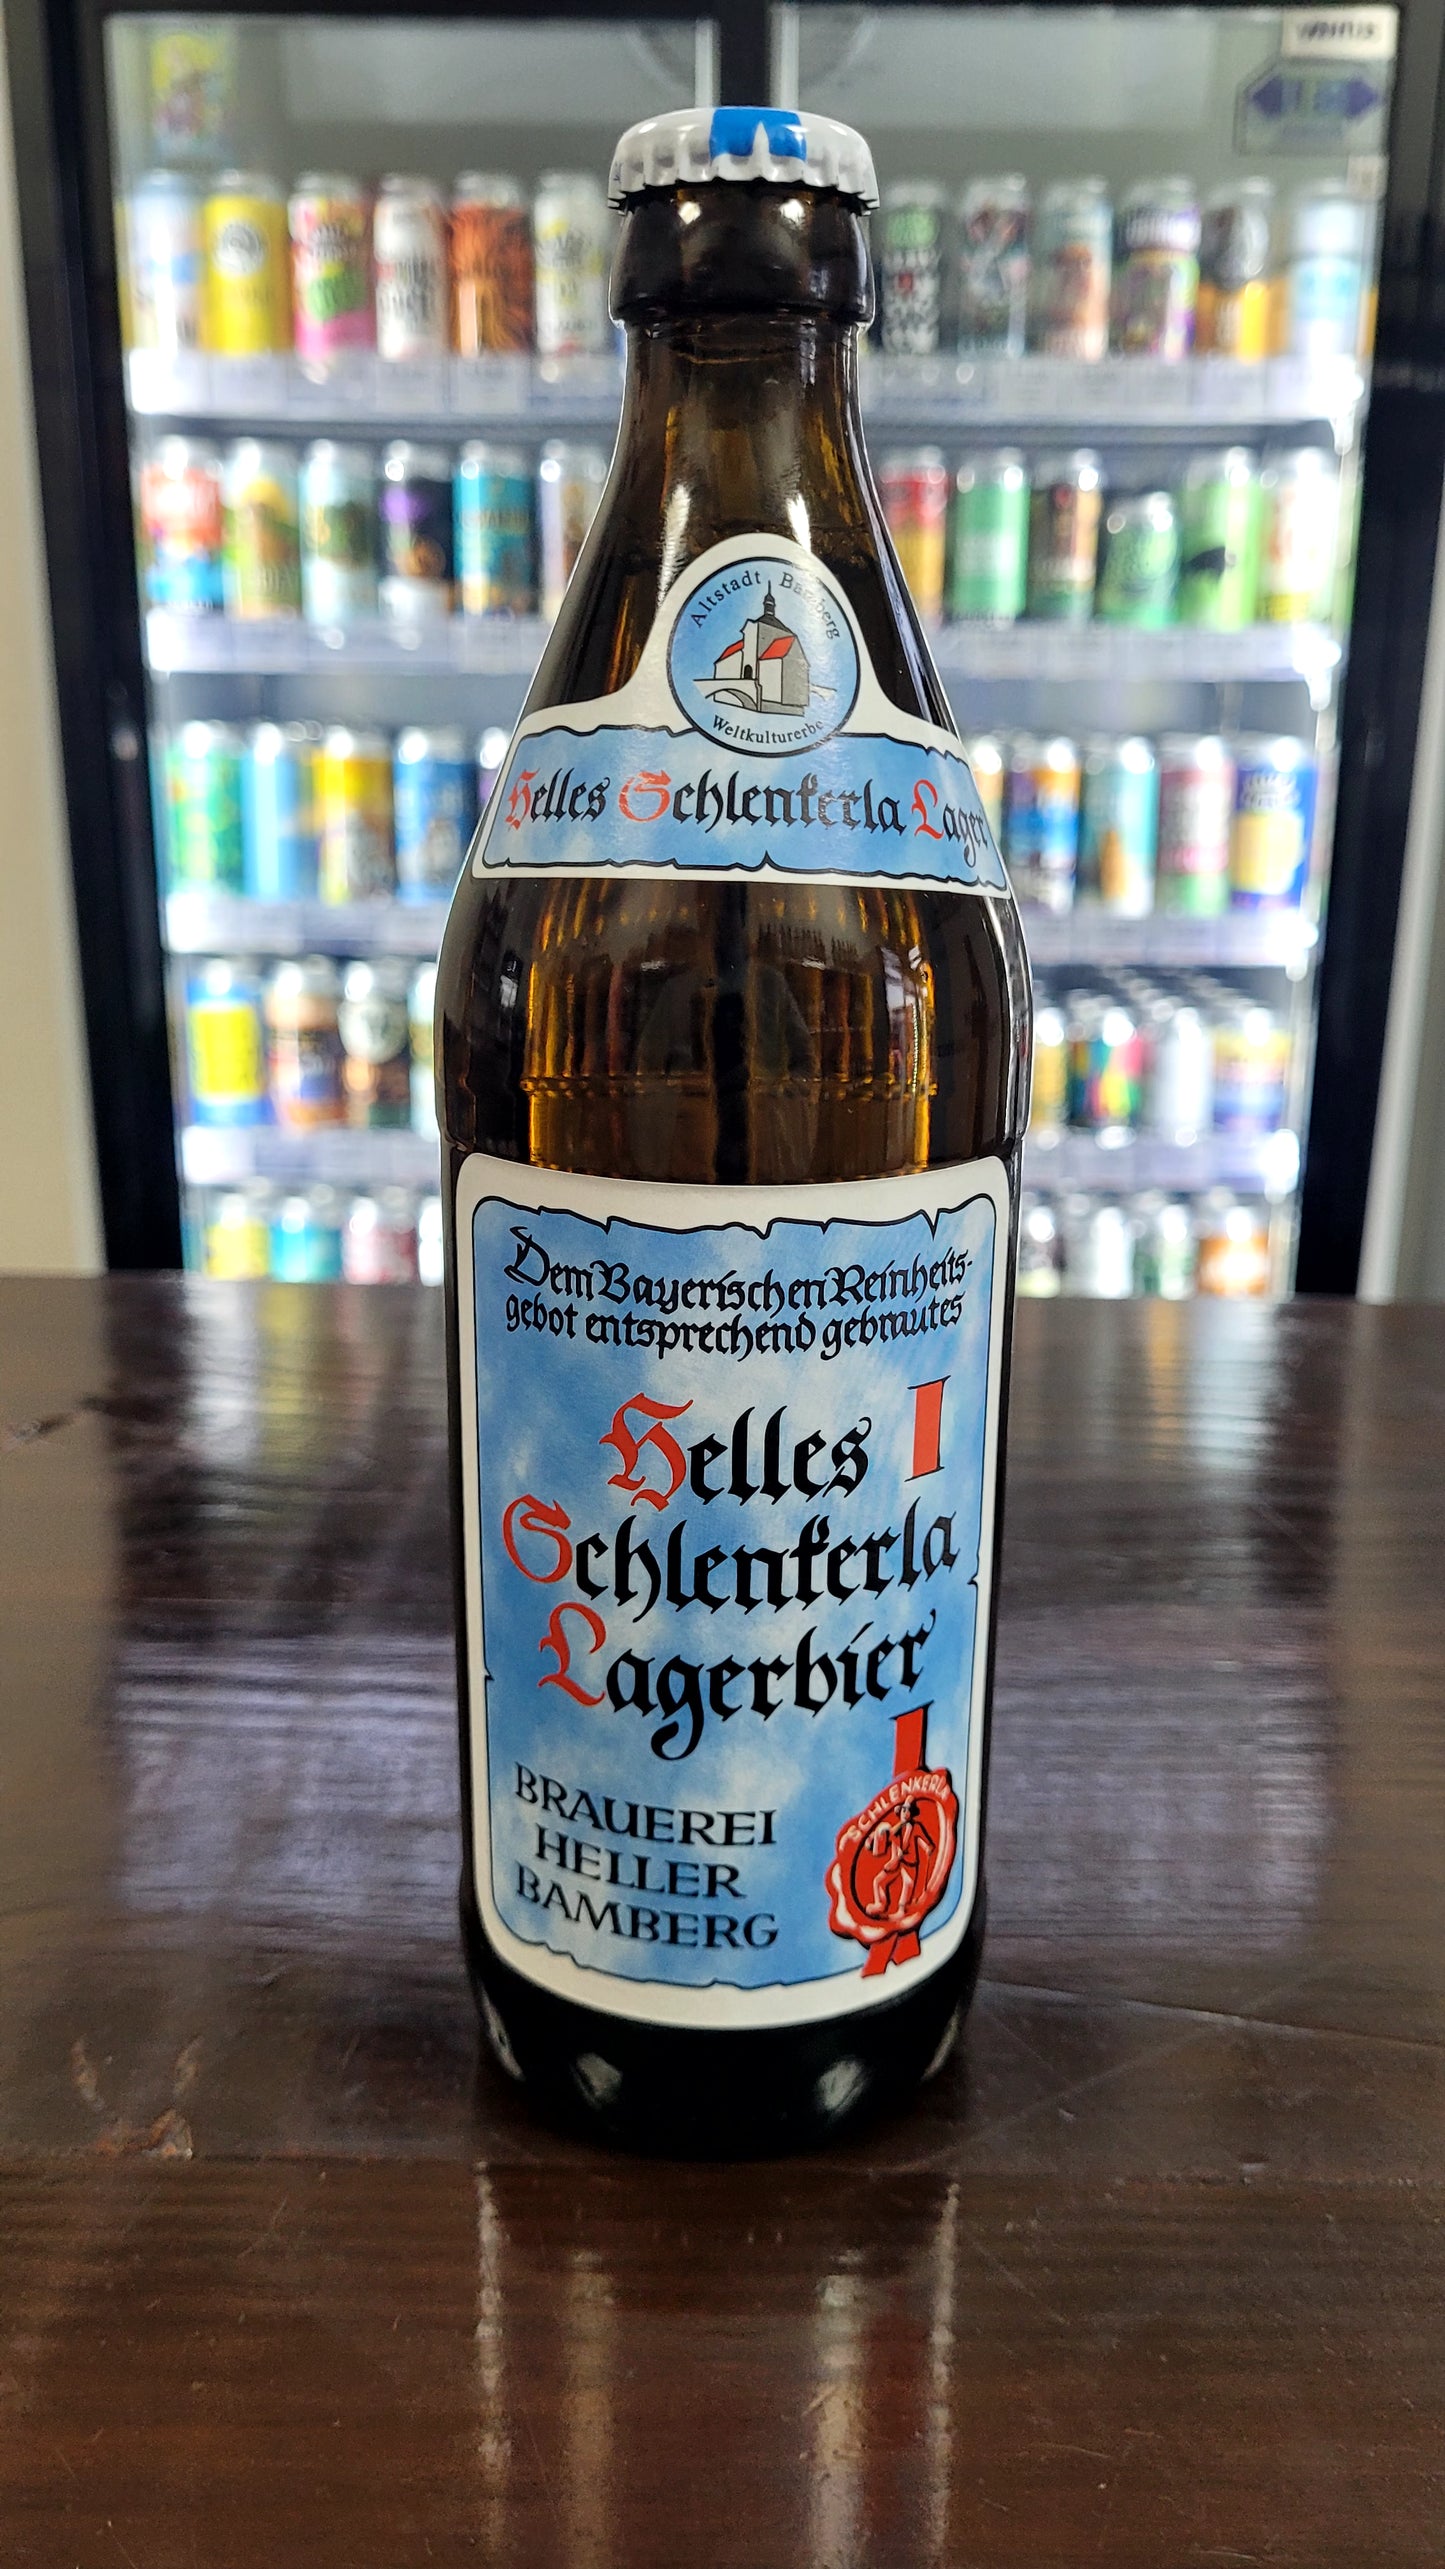 Altstadt Bamberg
Weltkulturerbe
Helles Schlenkerla Lager
Dem Bayerischen Reinheits-
gebot entsprechend gebrautes
Helles
Schlenkerla
Lagerbier
BRAUEREI
HELLER
BAMBERG
SCHLENKERLA